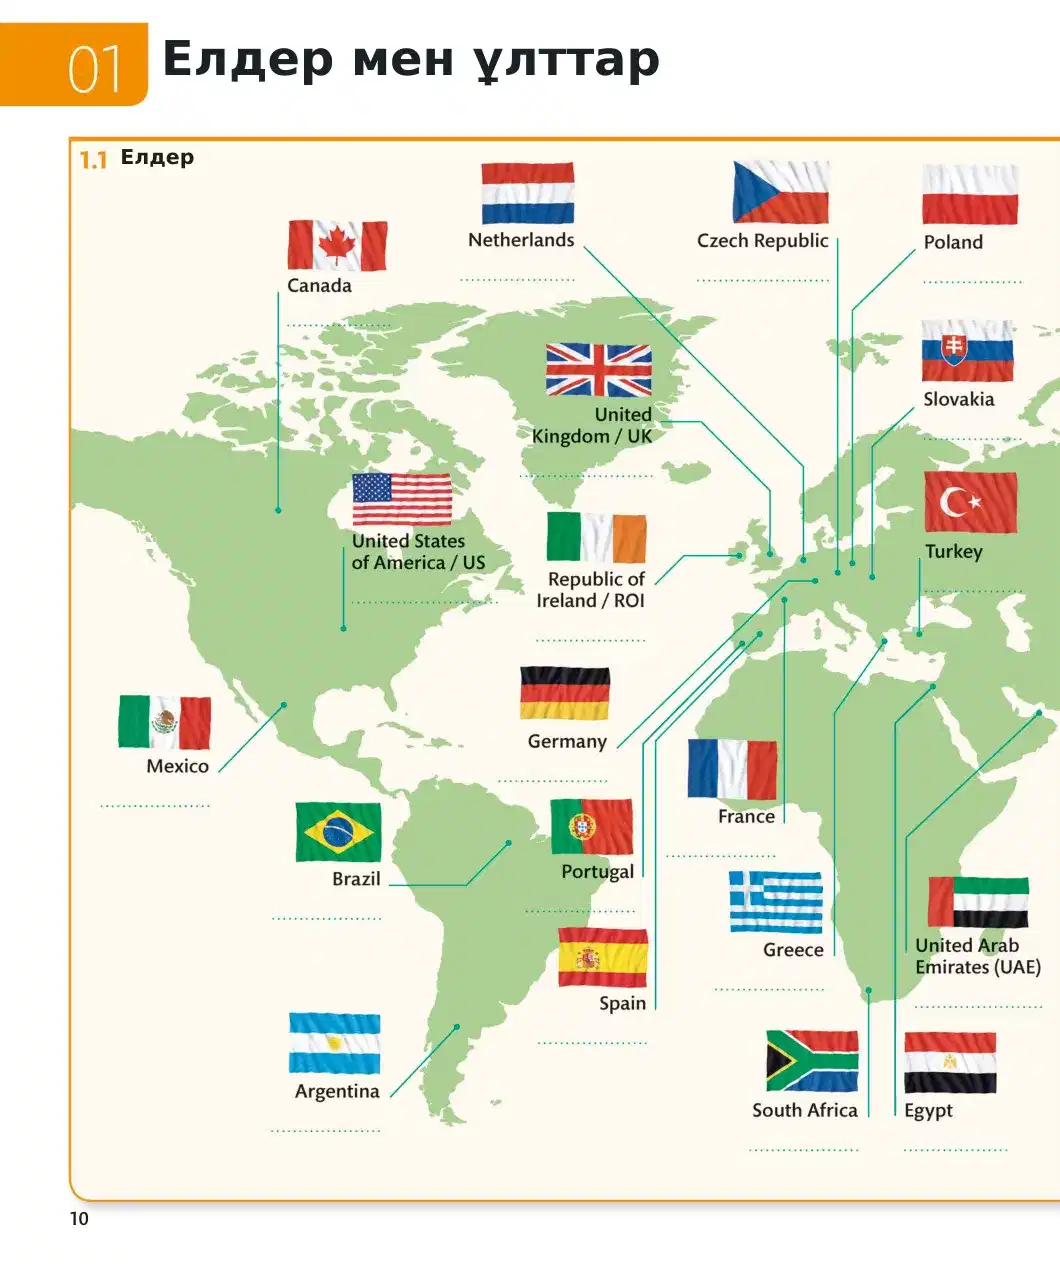 01 Елдер мен ұлттар
1.1 Елдер
Netherlands
Czech Republic
Poland
Canada
United
Kingdom / UK
Slovakia
United States
of America / US
Republic of
Ireland / ROI
Turkey
Germany
Mexico
France
Brazil
Portugal
Greece
United Arab
Emirates (UAE)
Spain
Argentina
South Africa
Egypt
10